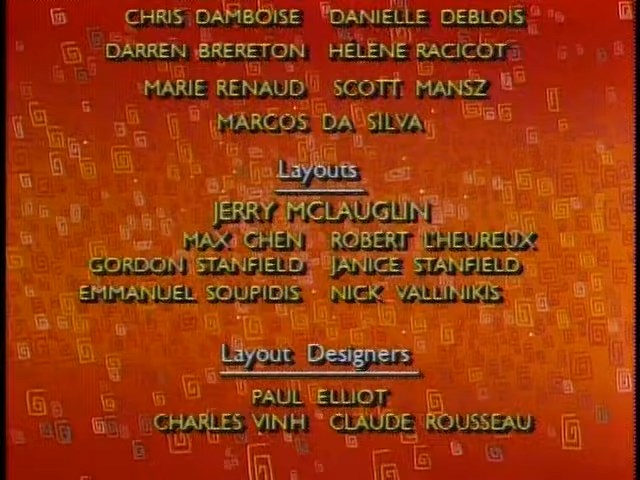 CHRIS DAMBOISE DANIELLE DEBLOIS
DARREN BRERETON HELENE RACICOT
MARIE RENAUD SCOTT MANSZ
MARCOS DA SILVA
Layouts
JERRY MCLAUGLIN
MAX CHEN ROBERT L'HEUREUX
GORDON STANFIELD JANICE STANFIELD
EMMANUEL SOUPIDIS NICK VALLINIKIS
Layout Designers
PAUL ELLIOT
CHARLES VINH CLAUDE ROUSSEAU